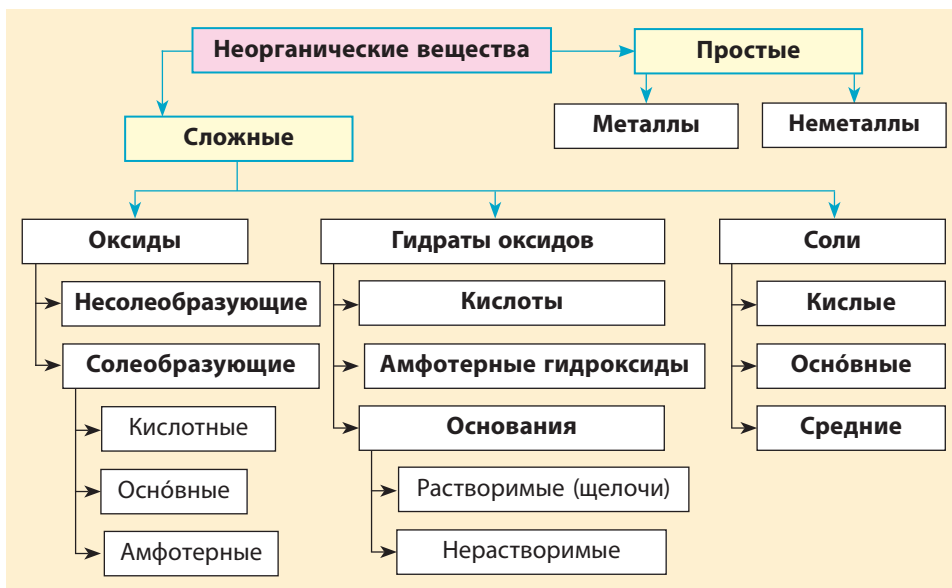 Неорганические вещества
Простые
Металлы
Неметаллы
Сложные
Оксиды
Несолеобразующие
Солеобразующие
Кислотные
Осно́вные
Амфотерные
Гидраты оксидов
Кислоты
Амфотерные гидроксиды
Основания
Растворимые (щелочи)
Нерастворимые
Соли
Кислые
Осно́вные
Средние